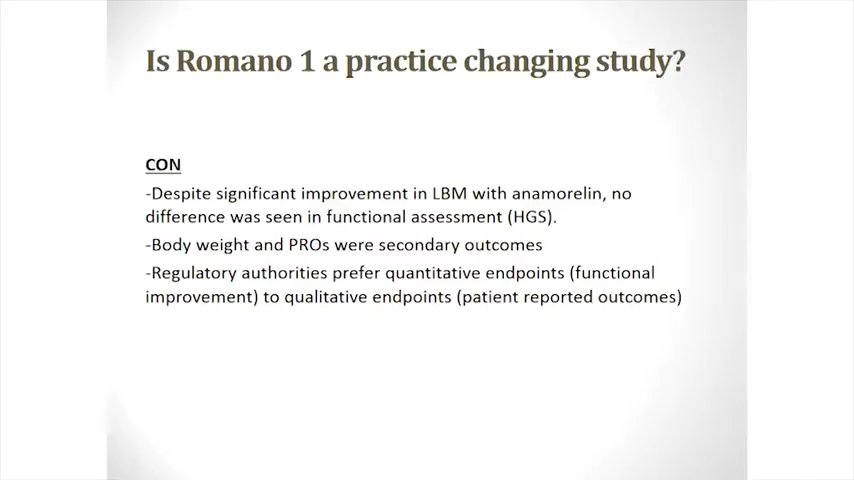 Is Romano 1 a practice changing study?
CON
-Despite significant improvement in LBM with anamorelin, no
difference was seen in functional assessment (HGS).
-Body weight and PROs were secondary outcomes
-Regulatory authorities prefer quantitative endpoints (functional
improvement) to qualitative endpoints (patient reported outcomes)